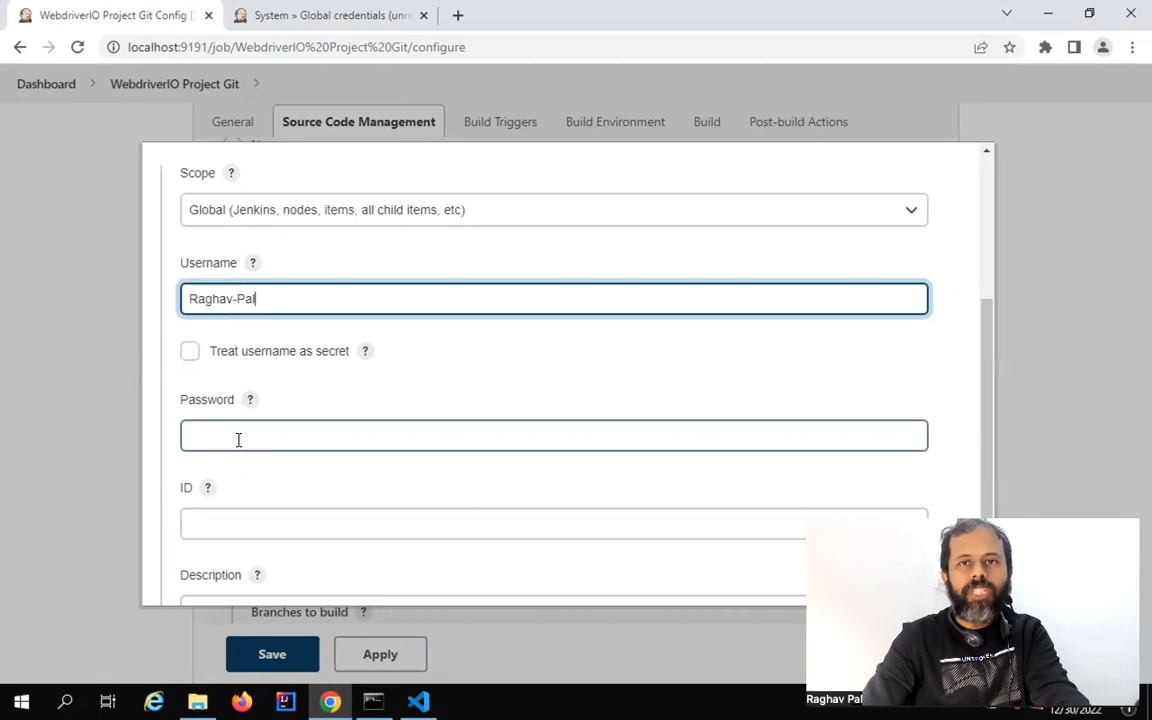 WebdriverIO Project Git Config [
System » Global credentials (unre
localhost:9191/job/WebdriverIO%20Project%20Git/configure
Dashboard
WebdriverIO Project Git
General
Source Code Management
Build Triggers
Build Environment
Build
Post-build Actions
Scope ?
Global (Jenkins, nodes, items, all child items, etc)
Username ?
Raghav-Pal
Treat username as secret ?
Password ?
ID ?
Description ?
Branches to build ?
Save
Apply
Raghav Pal
12/30/2022